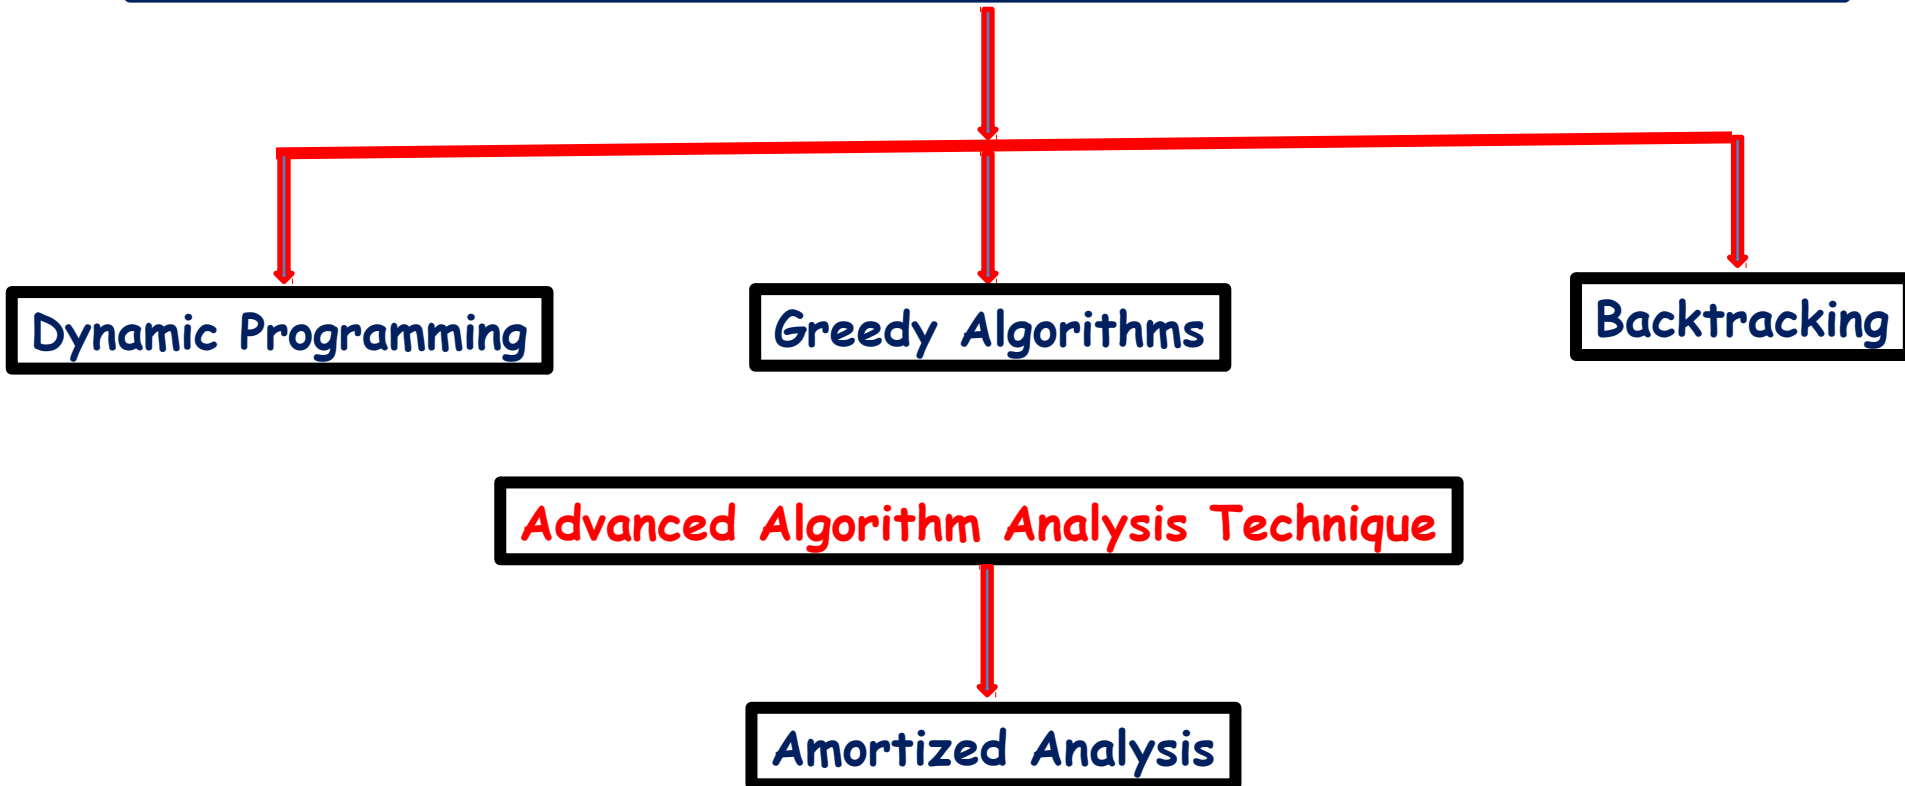 Dynamic Programming
Greedy Algorithms
Backtracking
Advanced Algorithm Analysis Technique
Amortized Analysis